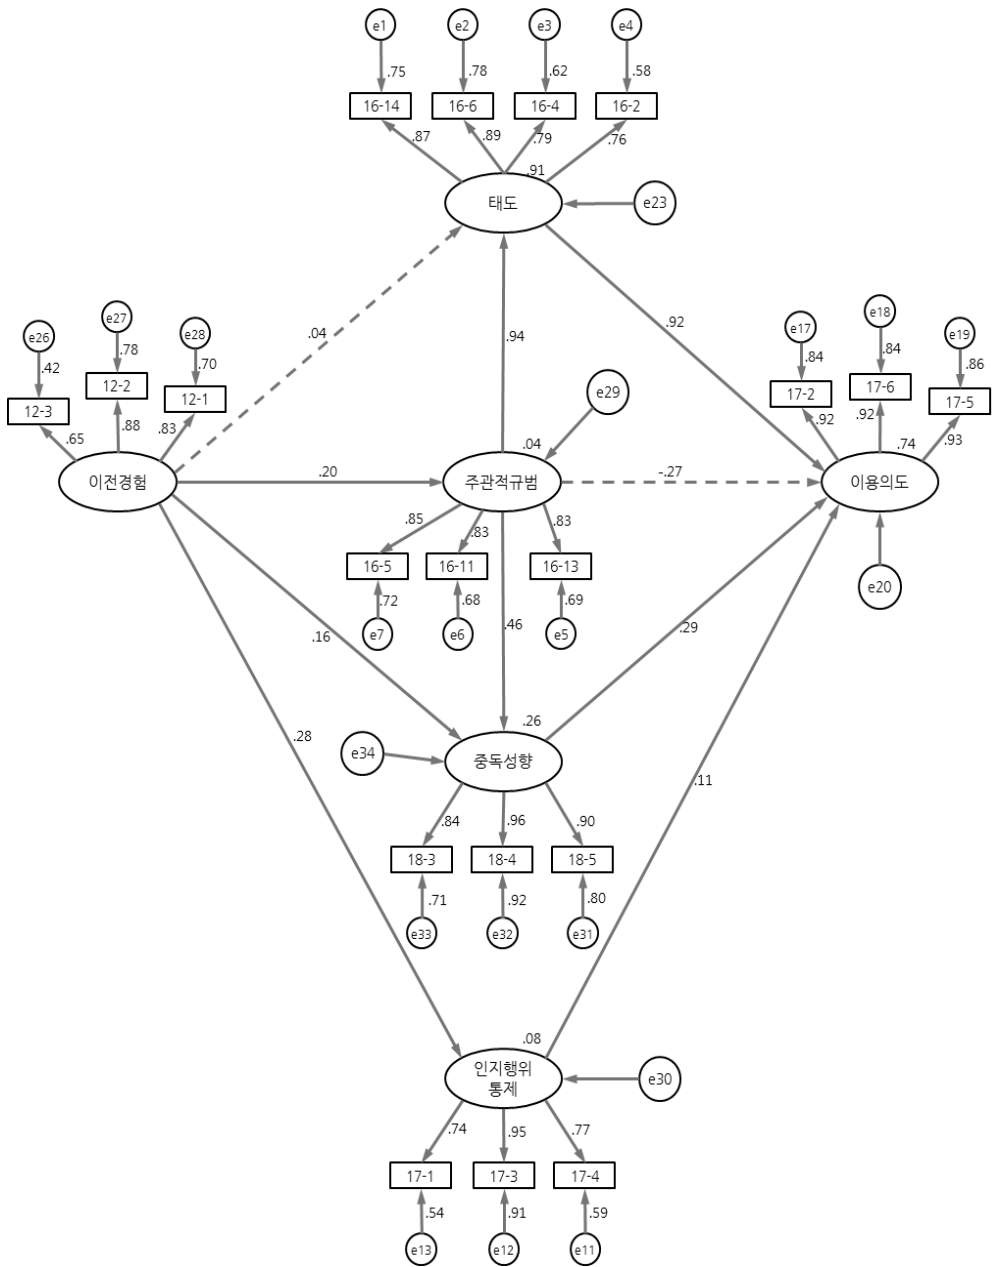 e1
e2
e3
e4
.75
.78
.62
.58
16-14
16-6
16-4
16-2
.87
.89
.79
.76
.91
태도
e23
.04
.94
.92
e26
e27
e28
.42
.78
.70
12-3
12-2
12-1
.65
.88
.83
이전경험
e17
e18
e19
.84
.84
.86
17-2
17-6
17-5
.92
.92
.93
.74
이용의도
e20
e29
.04
.20
주관적규범
-.27
.85
.83
.83
16-5
16-11
16-13
.72
.68
.69
e7
e6
e5
.16
.46
.29
.28
.11
e34
.26
중독성향
.84
.96
.90
18-3
18-4
18-5
.71
.92
.80
e33
e32
e31
.08
인지행위
통제
e30
.74
.95
.77
17-1
17-3
17-4
.54
.91
.59
e13
e12
e11